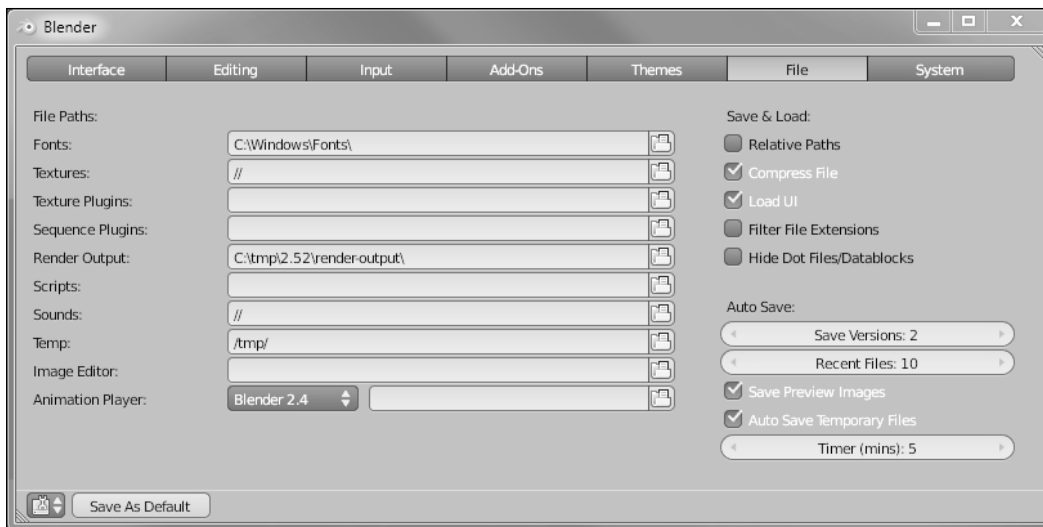 Blender
Interface Editing Input Add-Ons Themes File System
File Paths:
Fonts: C:\Windows\Fonts\
Textures: //
Texture Plugins:
Sequence Plugins:
Render Output: C:\tmp\2.52\render-output\
Scripts:
Sounds: //
Temp: /tmp/
Image Editor:
Animation Player: Blender 2.4
Save & Load:
Relative Paths
Compress File
Load UI
Filter File Extensions
Hide Dot Files/Datablocks
Auto Save:
Save Versions: 2
Recent Files: 10
Save Preview Images
Auto Save Temporary Files
Timer (mins): 5
Save As Default